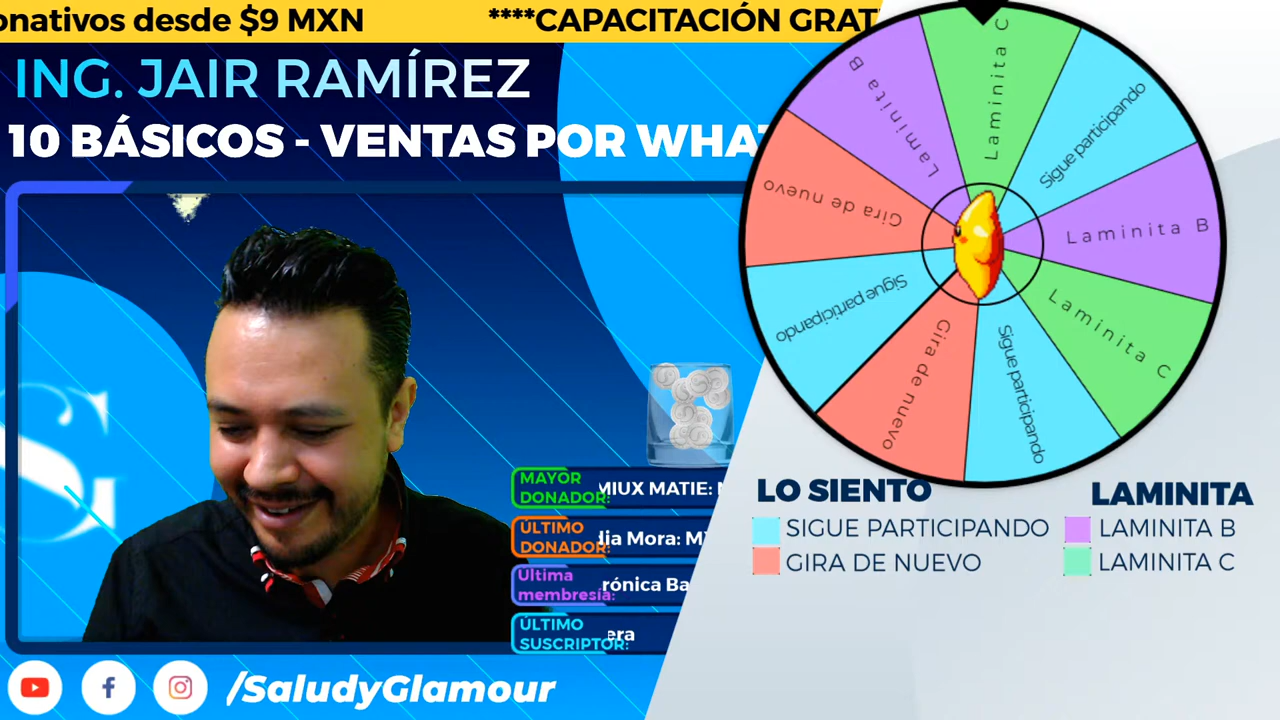 onativos desde $9 MXN ****CAPACITACIÓN GRAT
ING. JAIR RAMÍREZ
10 BÁSICOS - VENTAS POR WHAT
S
MAYOR DONADOR: MIUX MATIE:
ÚLTIMO DONADOR: lia Mora:
Última membresía: rónica Ba
ÚLTIMO SUSCRIPTOR: era
/SaludyGlamour
Laminita C
Sigue participando
Laminita B
Laminita C
Sigue participando
Gira de nuevo
Sigue participando
Gira de nuevo
Laminita B
LO SIENTO
SIGUE PARTICIPANDO
GIRA DE NUEVO
LAMINITA
LAMINITA B
LAMINITA C